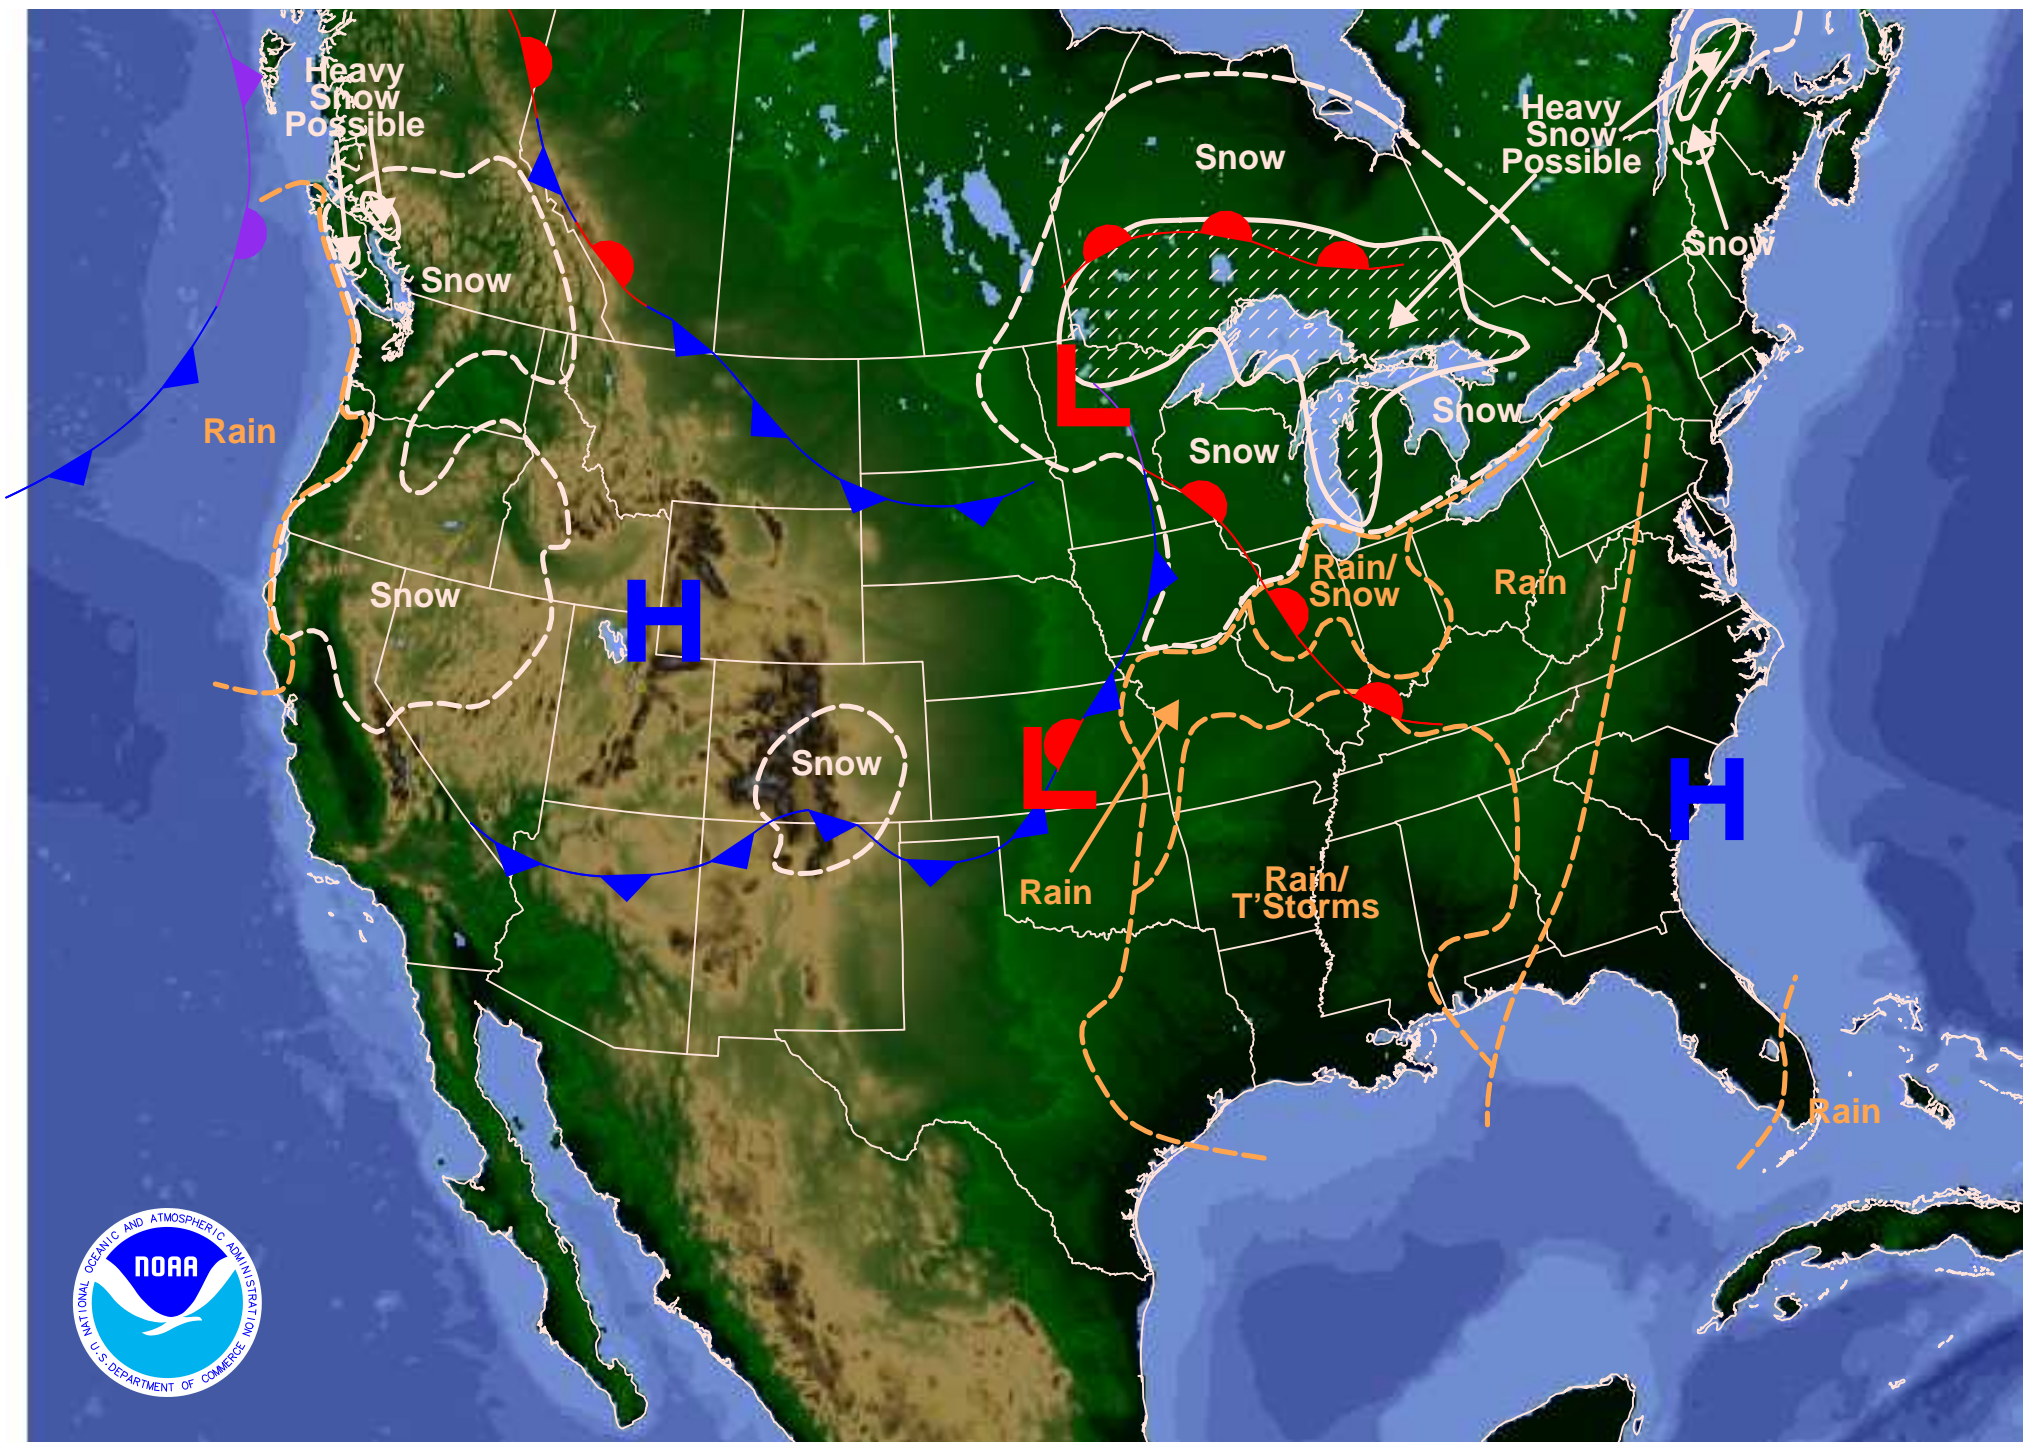 Heavy
Snow
Possible
Heavy
Snow
Possible
Snow
Snow
Snow
Snow
Snow
Rain
Snow
Rain/
Snow
Rain
Snow
H
L
Snow
L
H
Rain
Rain/
T'Storms
Rain
NATIONAL OCEANIC AND ATMOSPHERIC ADMINISTRATION
NOAA
U.S. DEPARTMENT OF COMMERCE